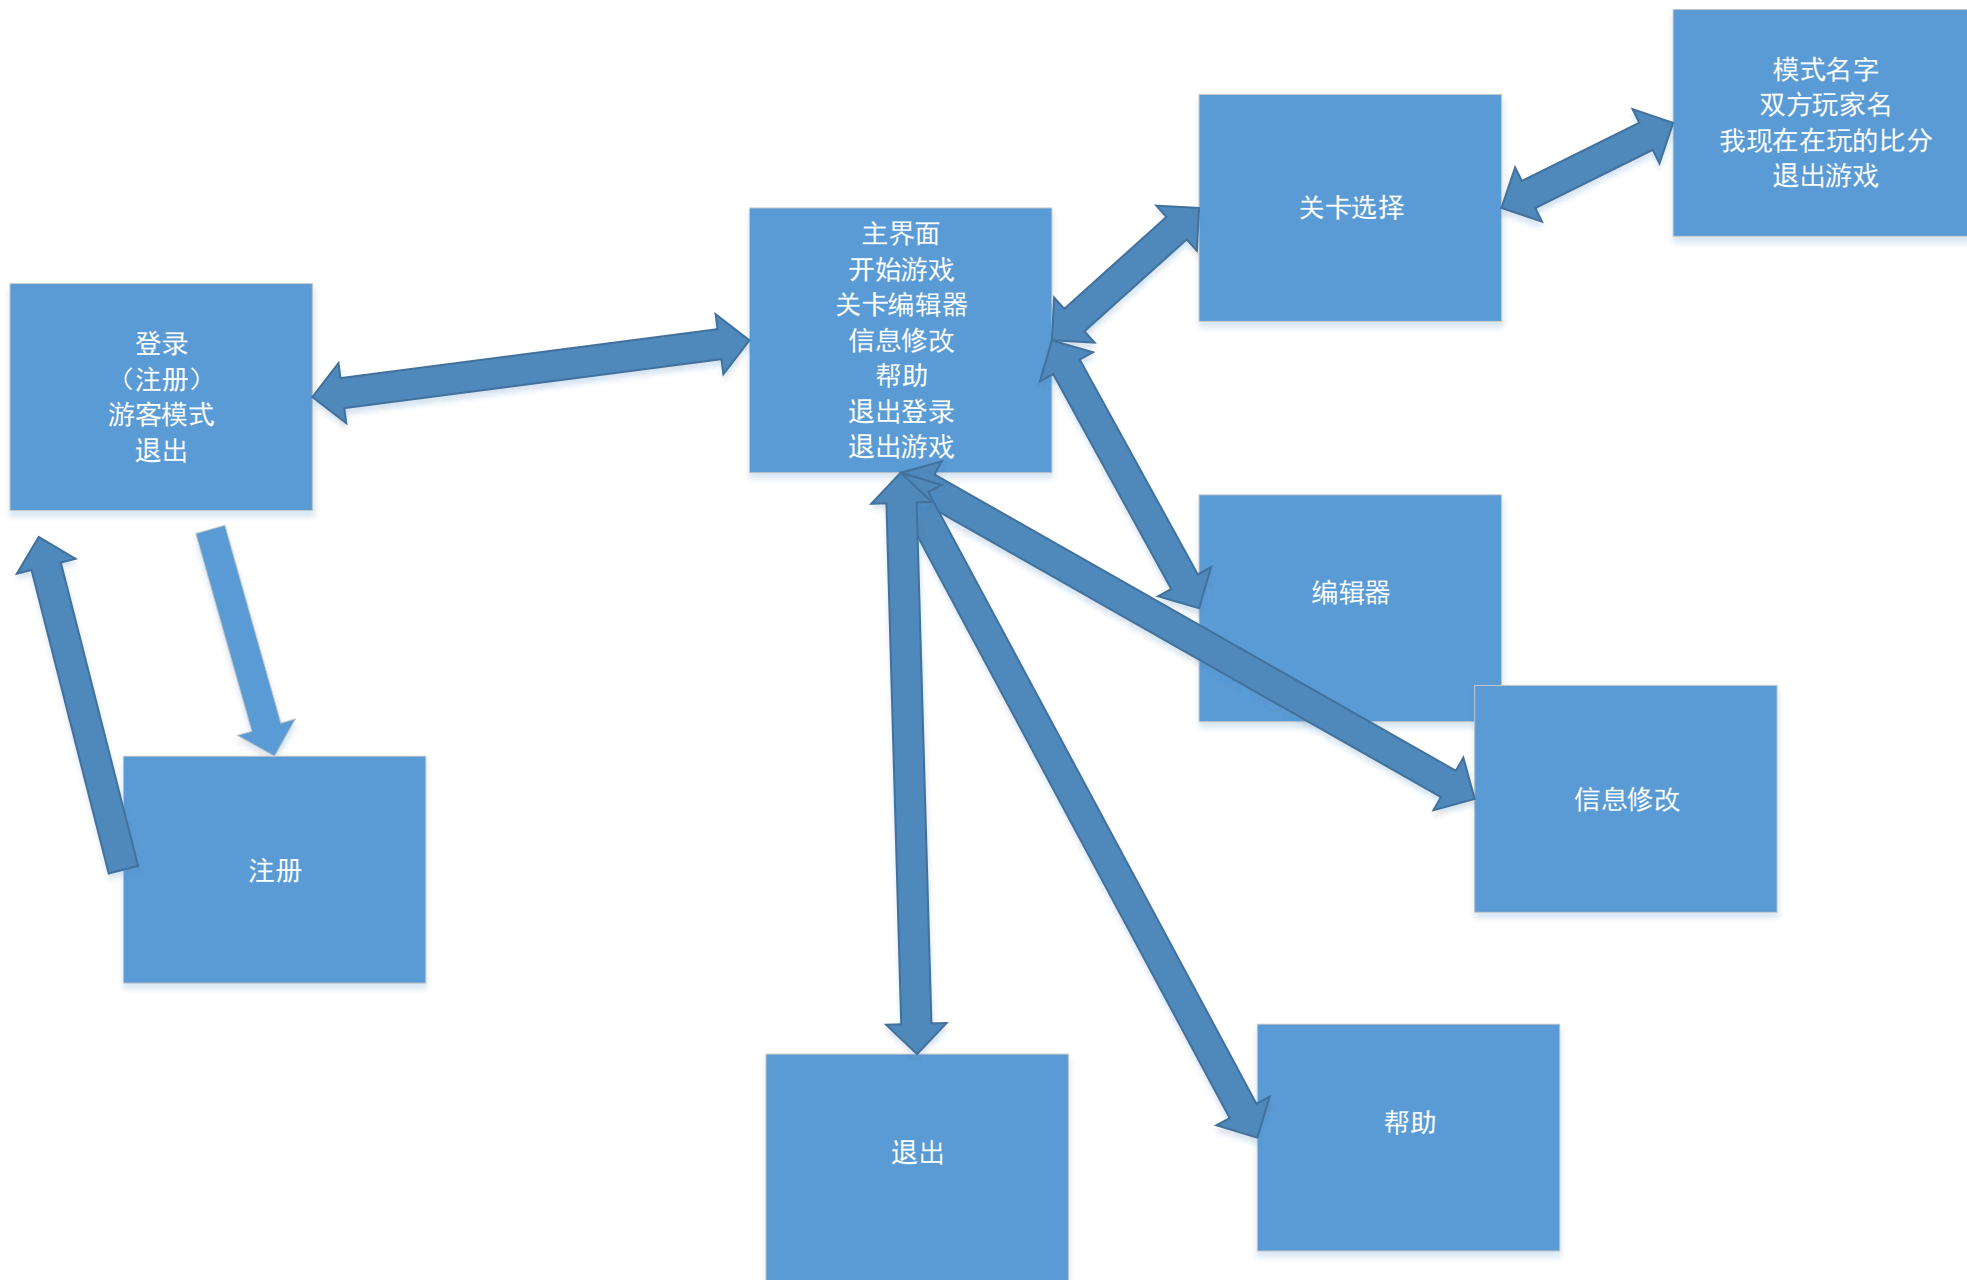 模式名字
双方玩家名
我现在在玩的比分
退出游戏
关卡选择
主界面
开始游戏
关卡编辑器
信息修改
帮助
退出登录
退出游戏
登录
（注册）
游客模式
退出
编辑器
信息修改
注册
帮助
退出